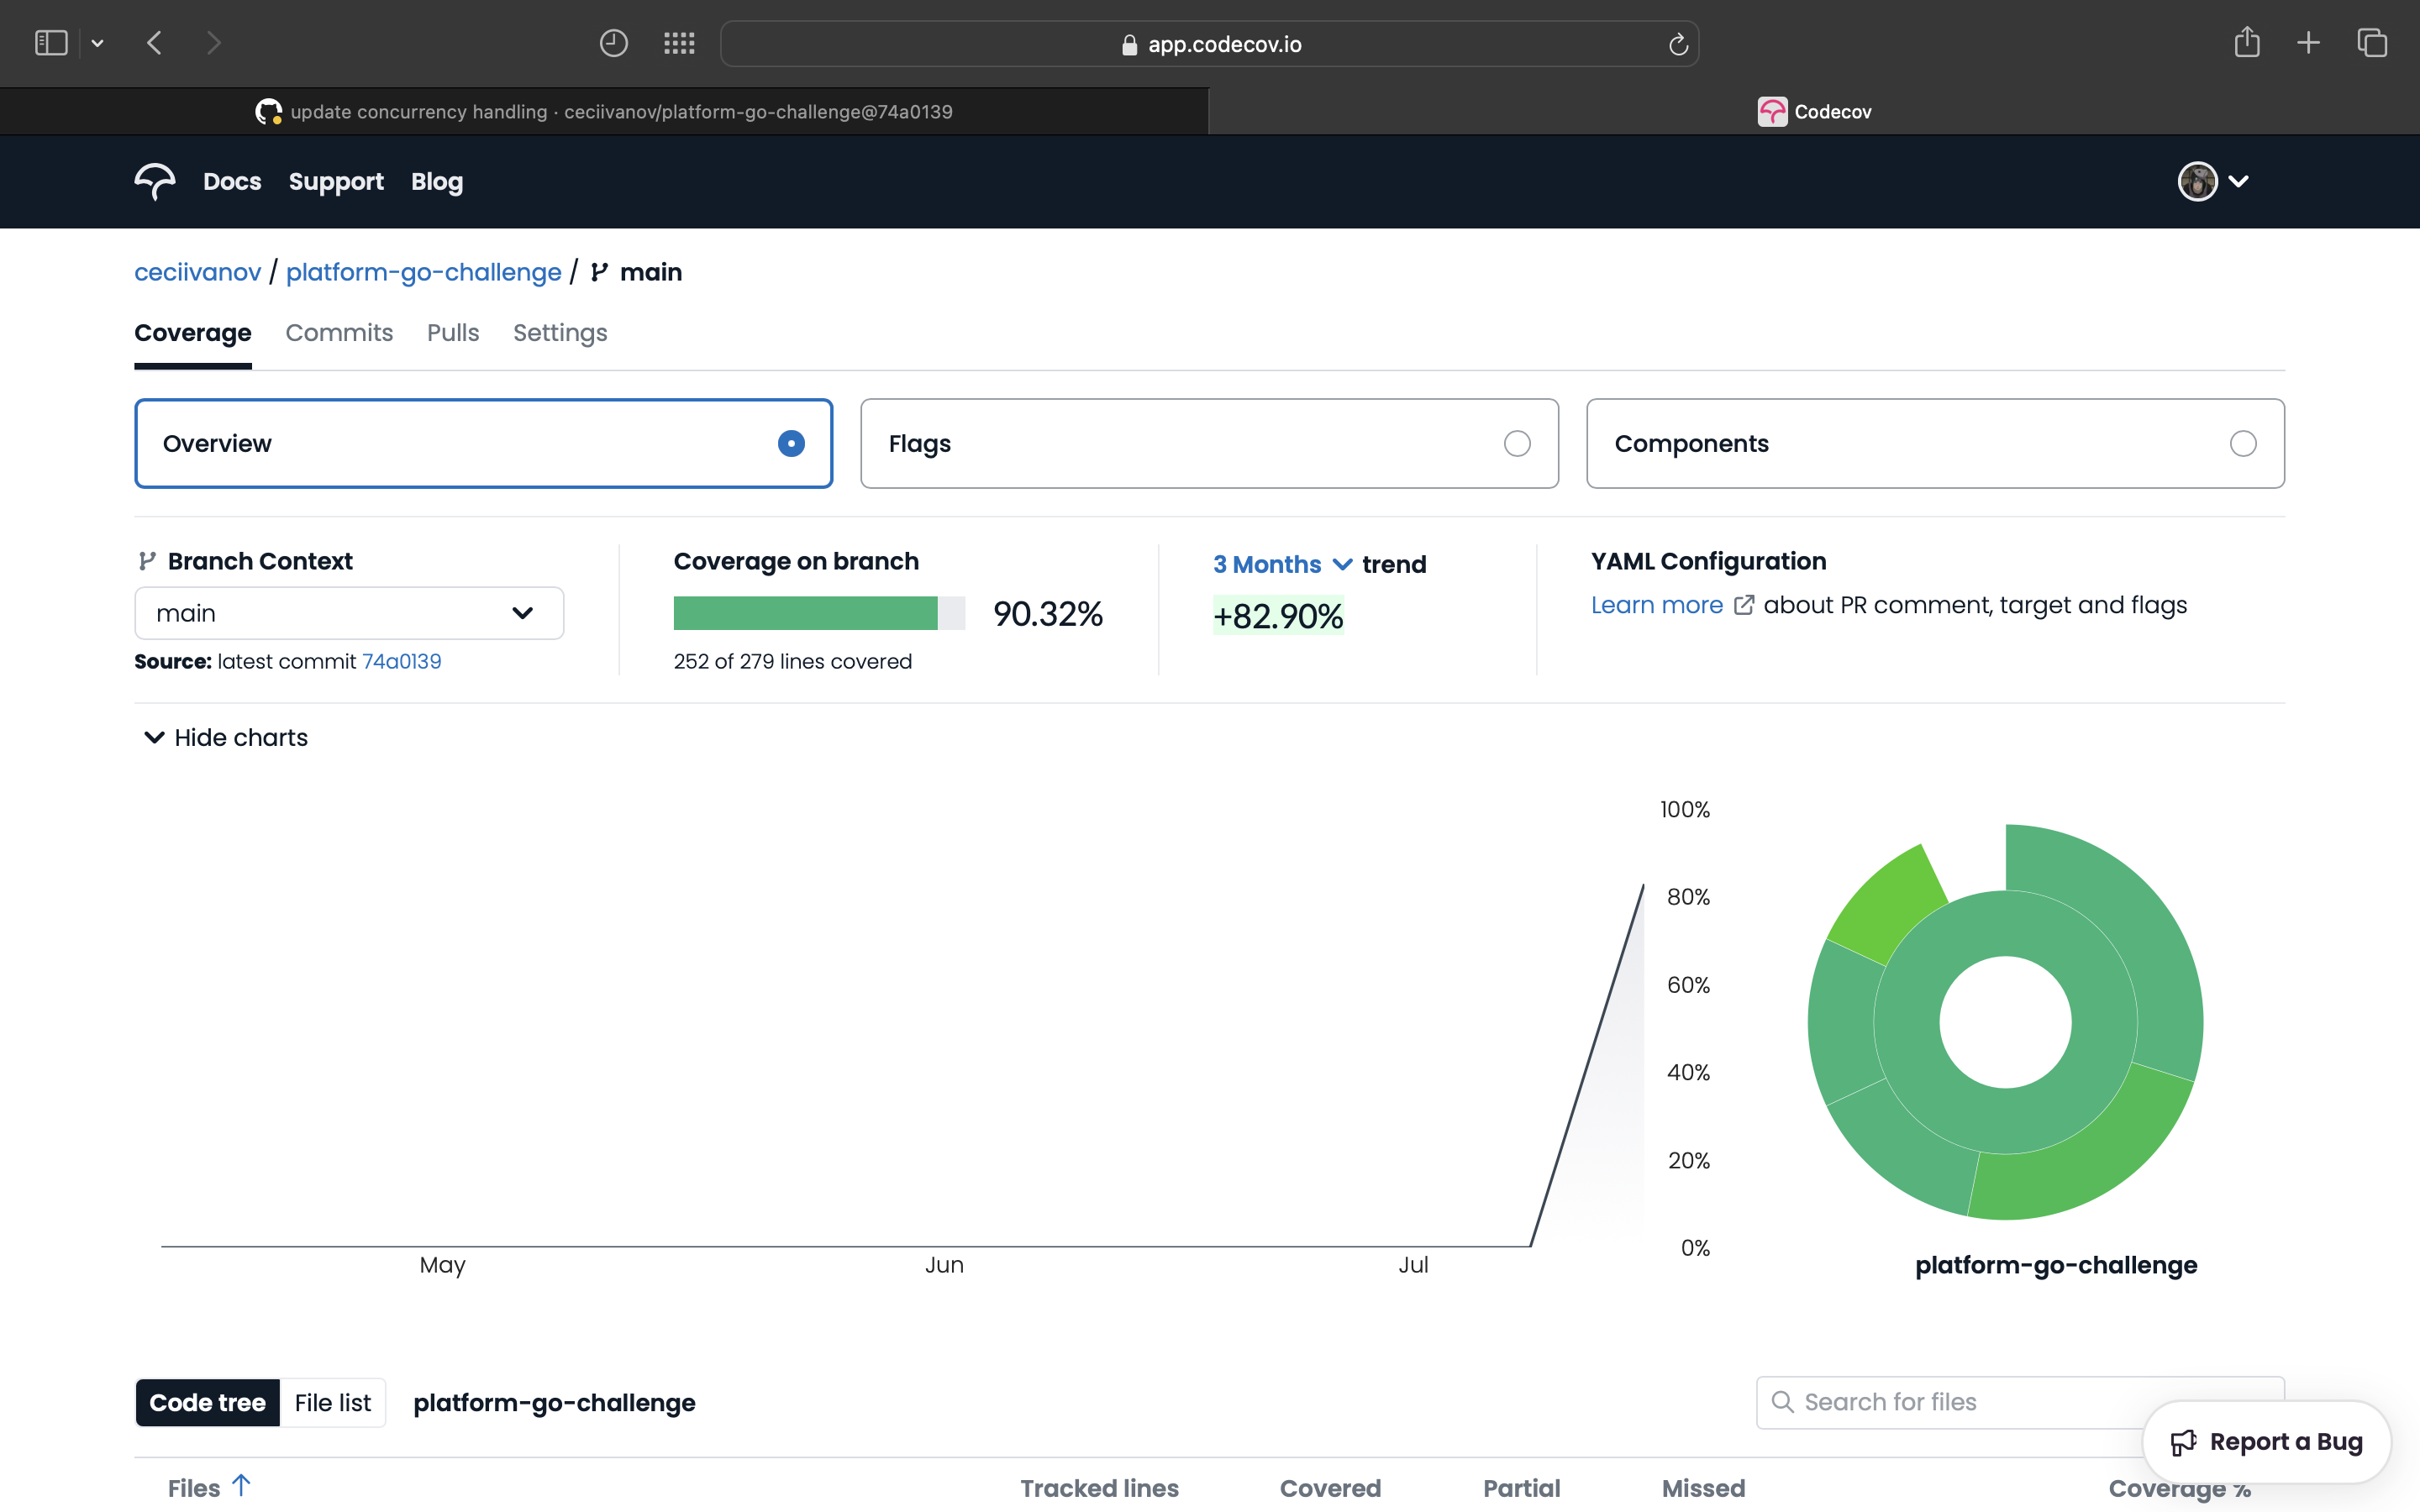 app.codecov.io
update concurrency handling · ceciivanov/platform-go-challenge@74a0139
Codecov
Docs Support Blog
ceciivanov / platform-go-challenge / main
Coverage Commits Pulls Settings
Overview
Flags
Components
Branch Context
main
Source: latest commit 74a0139
Coverage on branch
90.32%
252 of 279 lines covered
3 Months trend
+82.90%
YAML Configuration
Learn more about PR comment, target and flags
Hide charts
100%
80%
60%
40%
20%
0%
May Jun Jul
platform-go-challenge
Code tree File list platform-go-challenge
Search for files
Report a Bug
Files Tracked lines Covered Partial Missed Coverage %